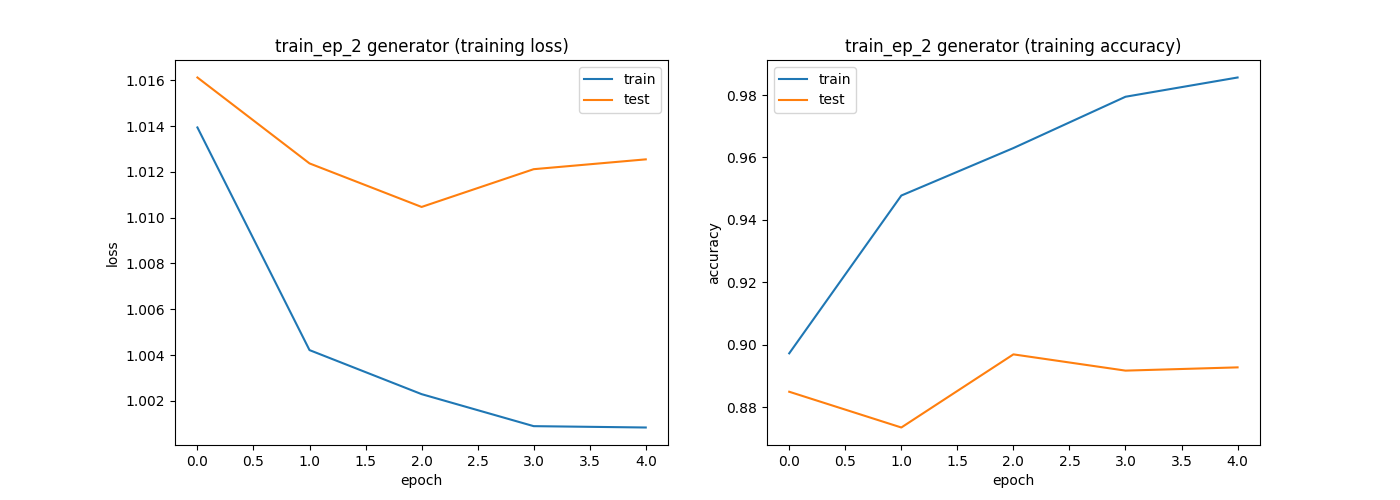 train_ep_2 generator (training loss)
1.016
1.014
1.012
1.010
1.008
1.006
1.004
1.002
loss
0.0 0.5 1.0 1.5 2.0 2.5 3.0 3.5 4.0
epoch
train
test
train_ep_2 generator (training accuracy)
0.98
0.96
0.94
0.92
0.90
0.88
accuracy
0.0 0.5 1.0 1.5 2.0 2.5 3.0 3.5 4.0
epoch
train
test